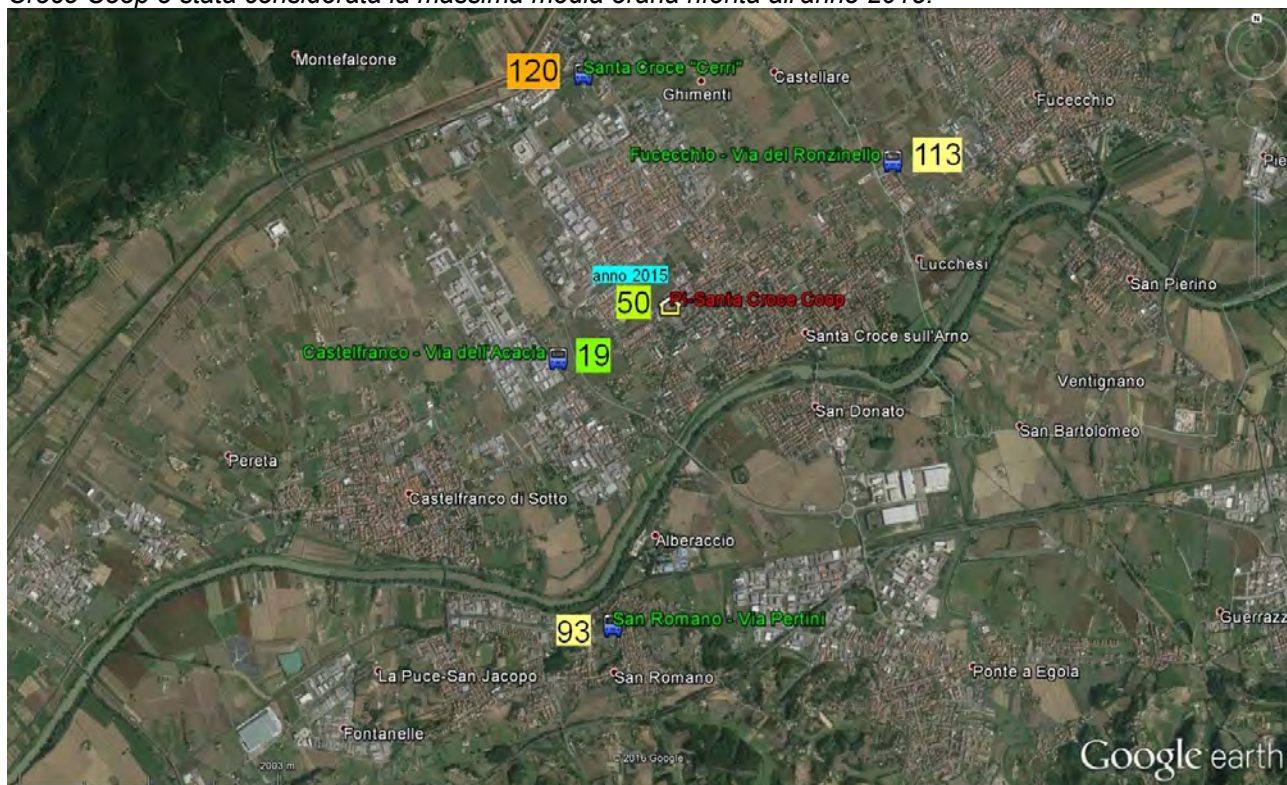 Croce Coop è stata considerata la massima media oraria riferita all'anno 2015.
N
Montefalcone
120
Santa Croce "Cerri"
Castellare
Ghimenti
Fucecchio
Fucecchio - Via del Ronzinello
113
Pie
Lucchesi
anno 2015
San Pierino
50
PI-Santa Croce Coop
Santa Croce sull'Arno
Castelfranco - Via dell'Acacia
19
Ventignano
San Donato
San Bartolomeo
Pereta
Castelfranco di Sotto
Alberaccio
93
San Romano - Via Pertini
Guerrazz
La Puce-San Jacopo
San Romano
Ponte a Egola
Fontanelle
2003 m
© 2016 Google
Google earth